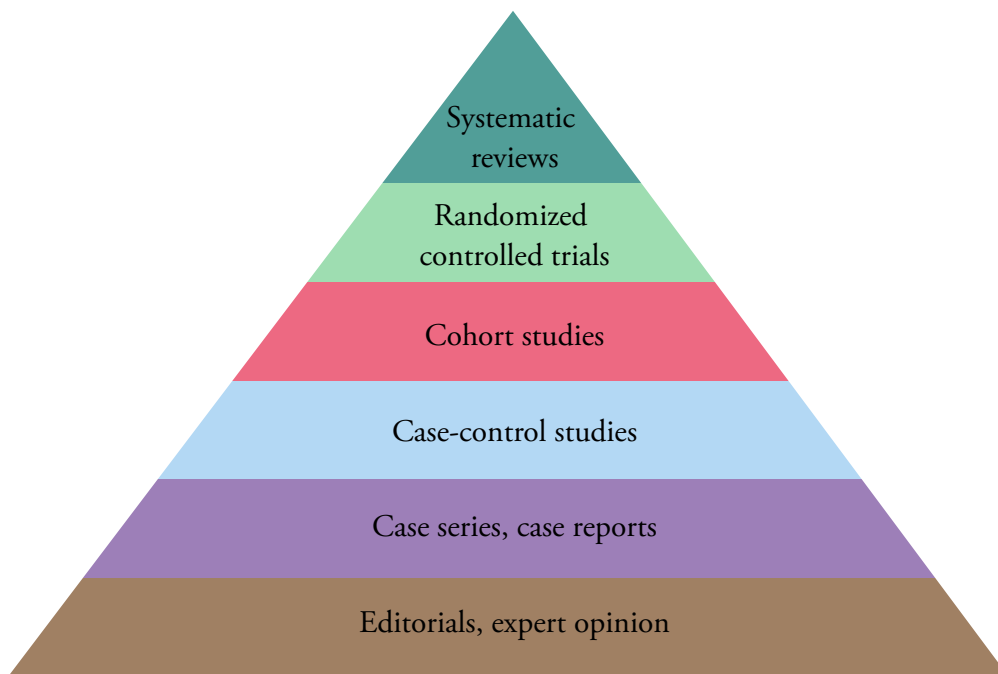 Systematic
reviews
Randomized
controlled trials
Cohort studies
Case-control studies
Case series, case reports
Editorials, expert opinion